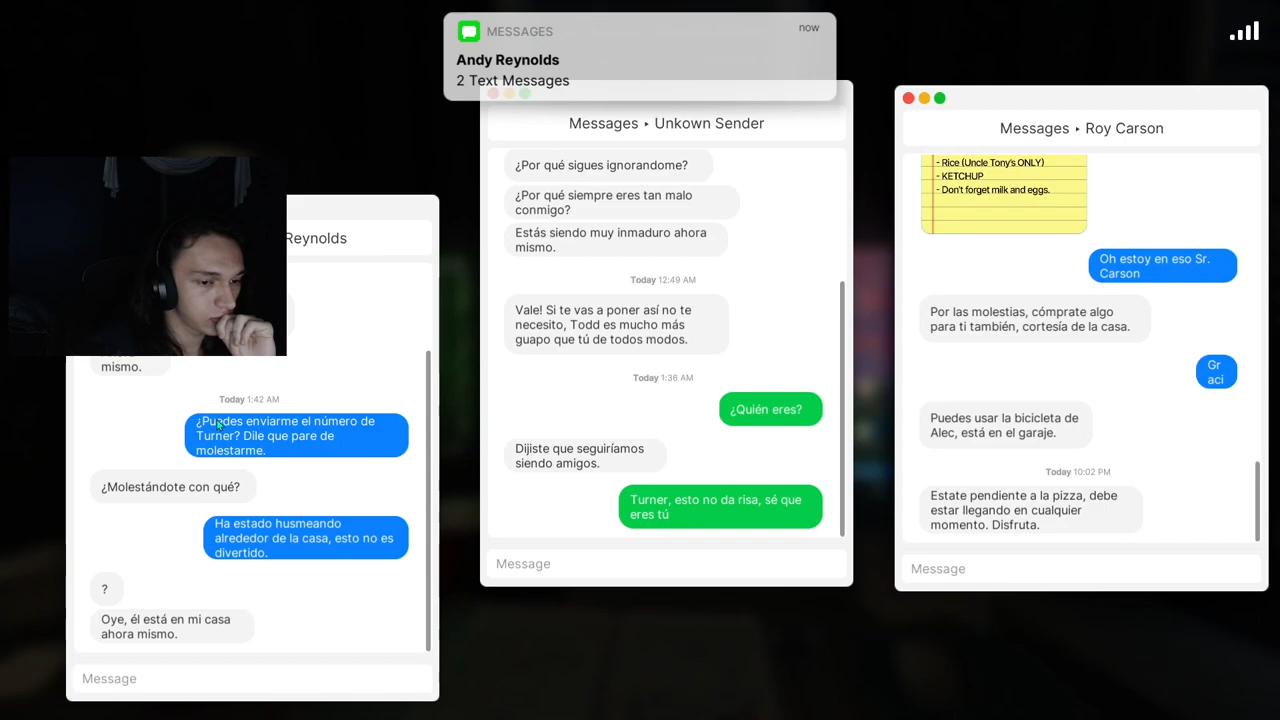 MESSAGES
now
Andy Reynolds
2 Text Messages
Reynolds
mismo.
Today 1:42 AM
¿Puedes enviarme el número de
Turner? Dile que pare de
molestarme.
¿Molestándote con qué?
Ha estado husmeando
alrededor de la casa, esto no es
divertido.
?
Oye, él está en mi casa
ahora mismo.
Message
Messages ‣ Unkown Sender
¿Por qué sigues ignorandome?
¿Por qué siempre eres tan malo
conmigo?
Estás siendo muy inmaduro ahora
mismo.
Today 12:49 AM
Vale! Si te vas a poner así no te
necesito, Todd es mucho más
guapo que tú de todos modos.
Today 1:36 AM
¿Quién eres?
Dijiste que seguiríamos
siendo amigos.
Turner, esto no da risa, sé que
eres tú
Message
Messages ‣ Roy Carson
- Rice (Uncle Tony's ONLY)
- KETCHUP
- Don't forget milk and eggs.
Oh estoy en eso Sr.
Carson
Por las molestias, cómprate algo
para ti también, cortesía de la casa.
Gr
aci
Puedes usar la bicicleta de
Alec, está en el garaje.
Today 10:02 PM
Estate pendiente a la pizza, debe
estar llegando en cualquier
momento. Disfruta.
Message